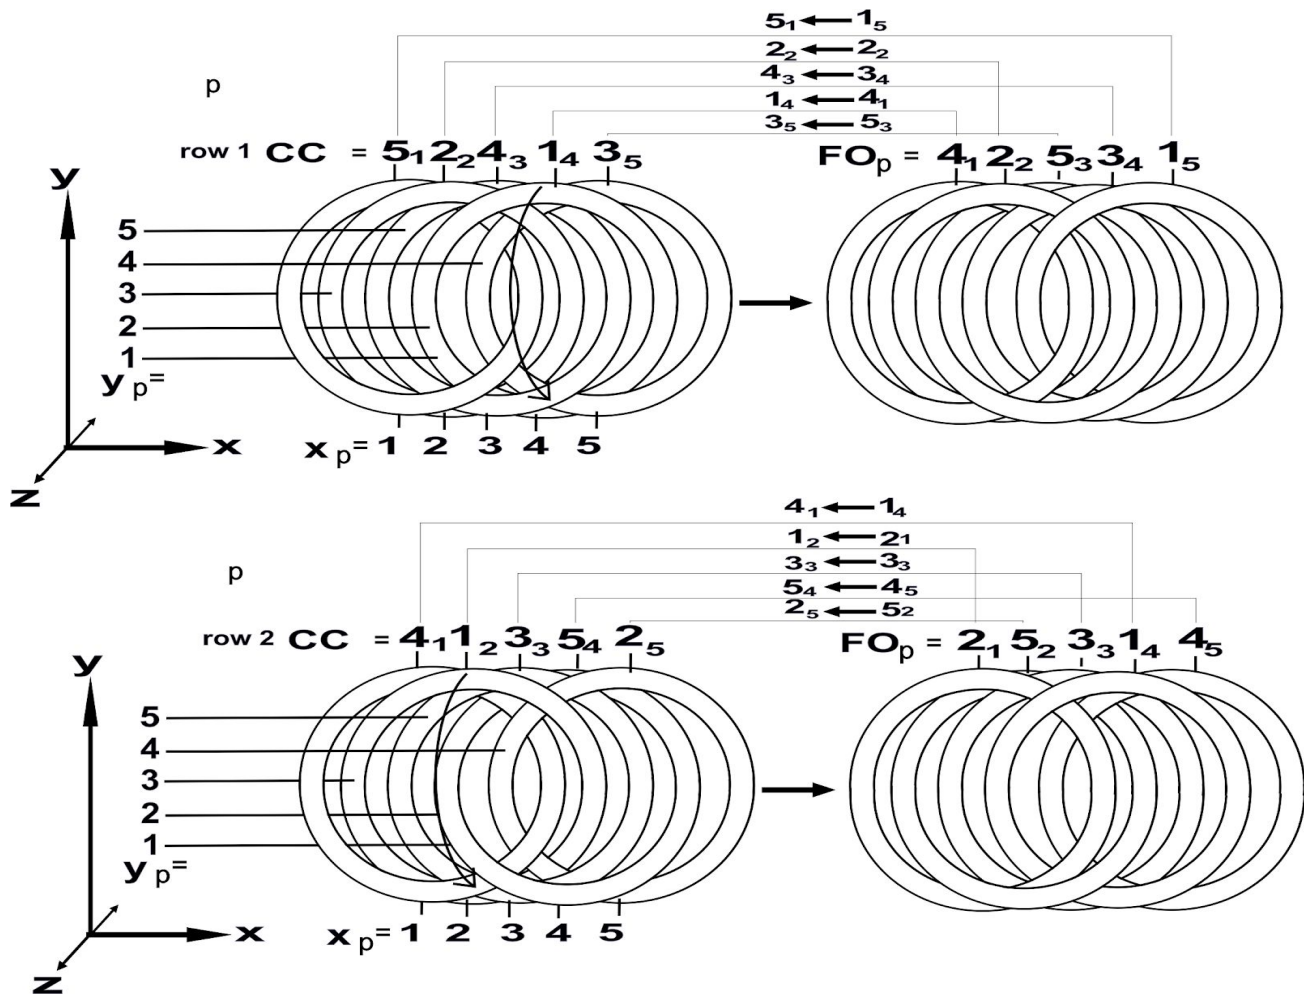 5₁ ← 1₅
2₂ ← 2₂
4₃ ← 3₄
1₄ ← 4₁
3₅ ← 5₃
p
row 1 CC = 5₁ 2₂ 4₃ 1₄ 3₅
FOₚ = 4₁ 2₂ 5₃ 3₄ 1₅
y
5
4
3
2
1
yₚ=
x
z
xₚ= 1 2 3 4 5
4₁ ← 1₄
1₂ ← 2₁
3₃ ← 3₃
5₄ ← 4₅
2₅ ← 5₂
p
row 2 CC = 4₁ 1₂ 3₃ 5₄ 2₅
FOₚ = 2₁ 5₂ 3₃ 1₄ 4₅
y
5
4
3
2
1
yₚ=
x
z
xₚ= 1 2 3 4 5